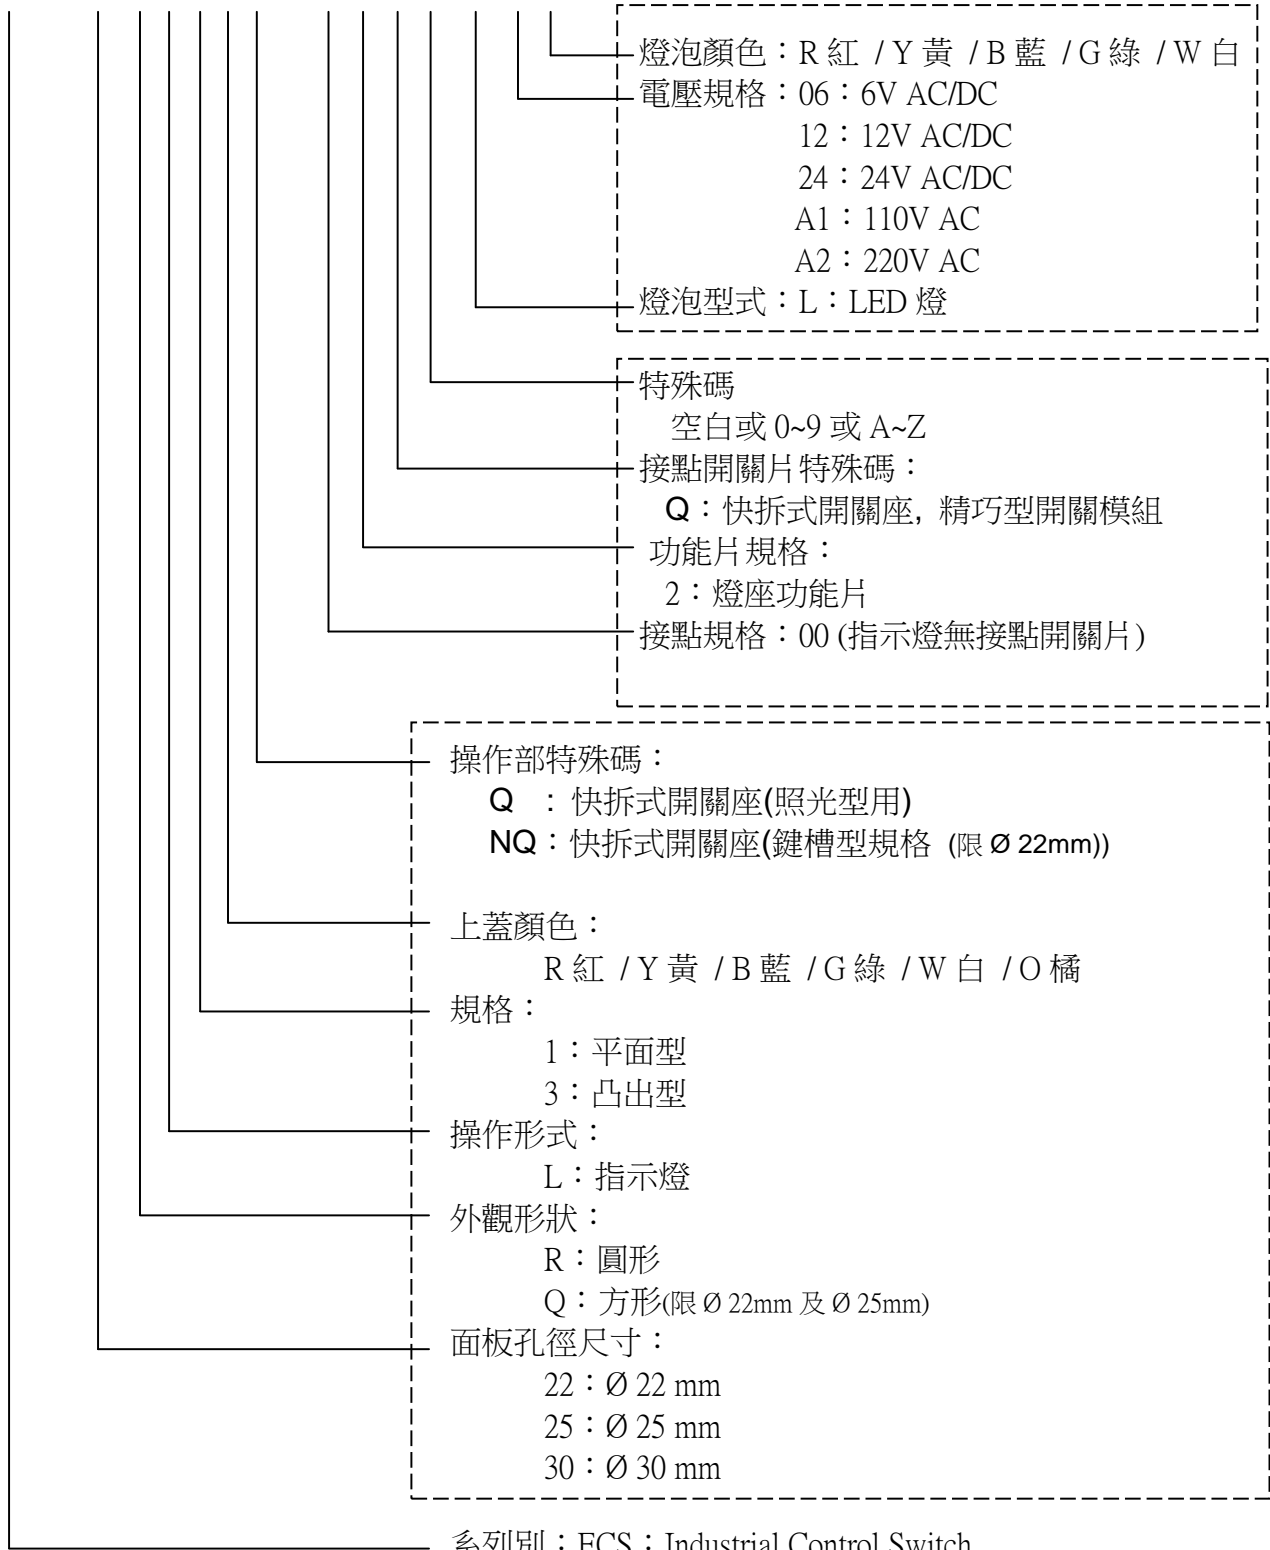 燈泡顏色：R 紅 / Y 黃 / B 藍 / G 綠 / W 白
電壓規格：06：6V AC/DC
12：12V AC/DC
24：24V AC/DC
A1：110V AC
A2：220V AC
燈泡型式：L：LED 燈
特殊碼
空白或 0~9 或 A~Z
接點開關片特殊碼：
Q：快拆式開關座, 精巧型開關模組
功能片規格：
2：燈座功能片
接點規格：00 (指示燈無接點開關片)
操作部特殊碼：
Q ：快拆式開關座(照光型用)
NQ：快拆式開關座(鍵槽型規格 (限 Ø 22mm))
上蓋顏色：
R 紅 / Y 黃 / B 藍 / G 綠 / W 白 / O 橘
規格：
1：平面型
3：凸出型
操作形式：
L：指示燈
外觀形狀：
R：圓形
Q：方形(限 Ø 22mm 及 Ø 25mm)
面板孔徑尺寸：
22：Ø 22 mm
25：Ø 25 mm
30：Ø 30 mm
系列別：ECS：Industrial Control Switch